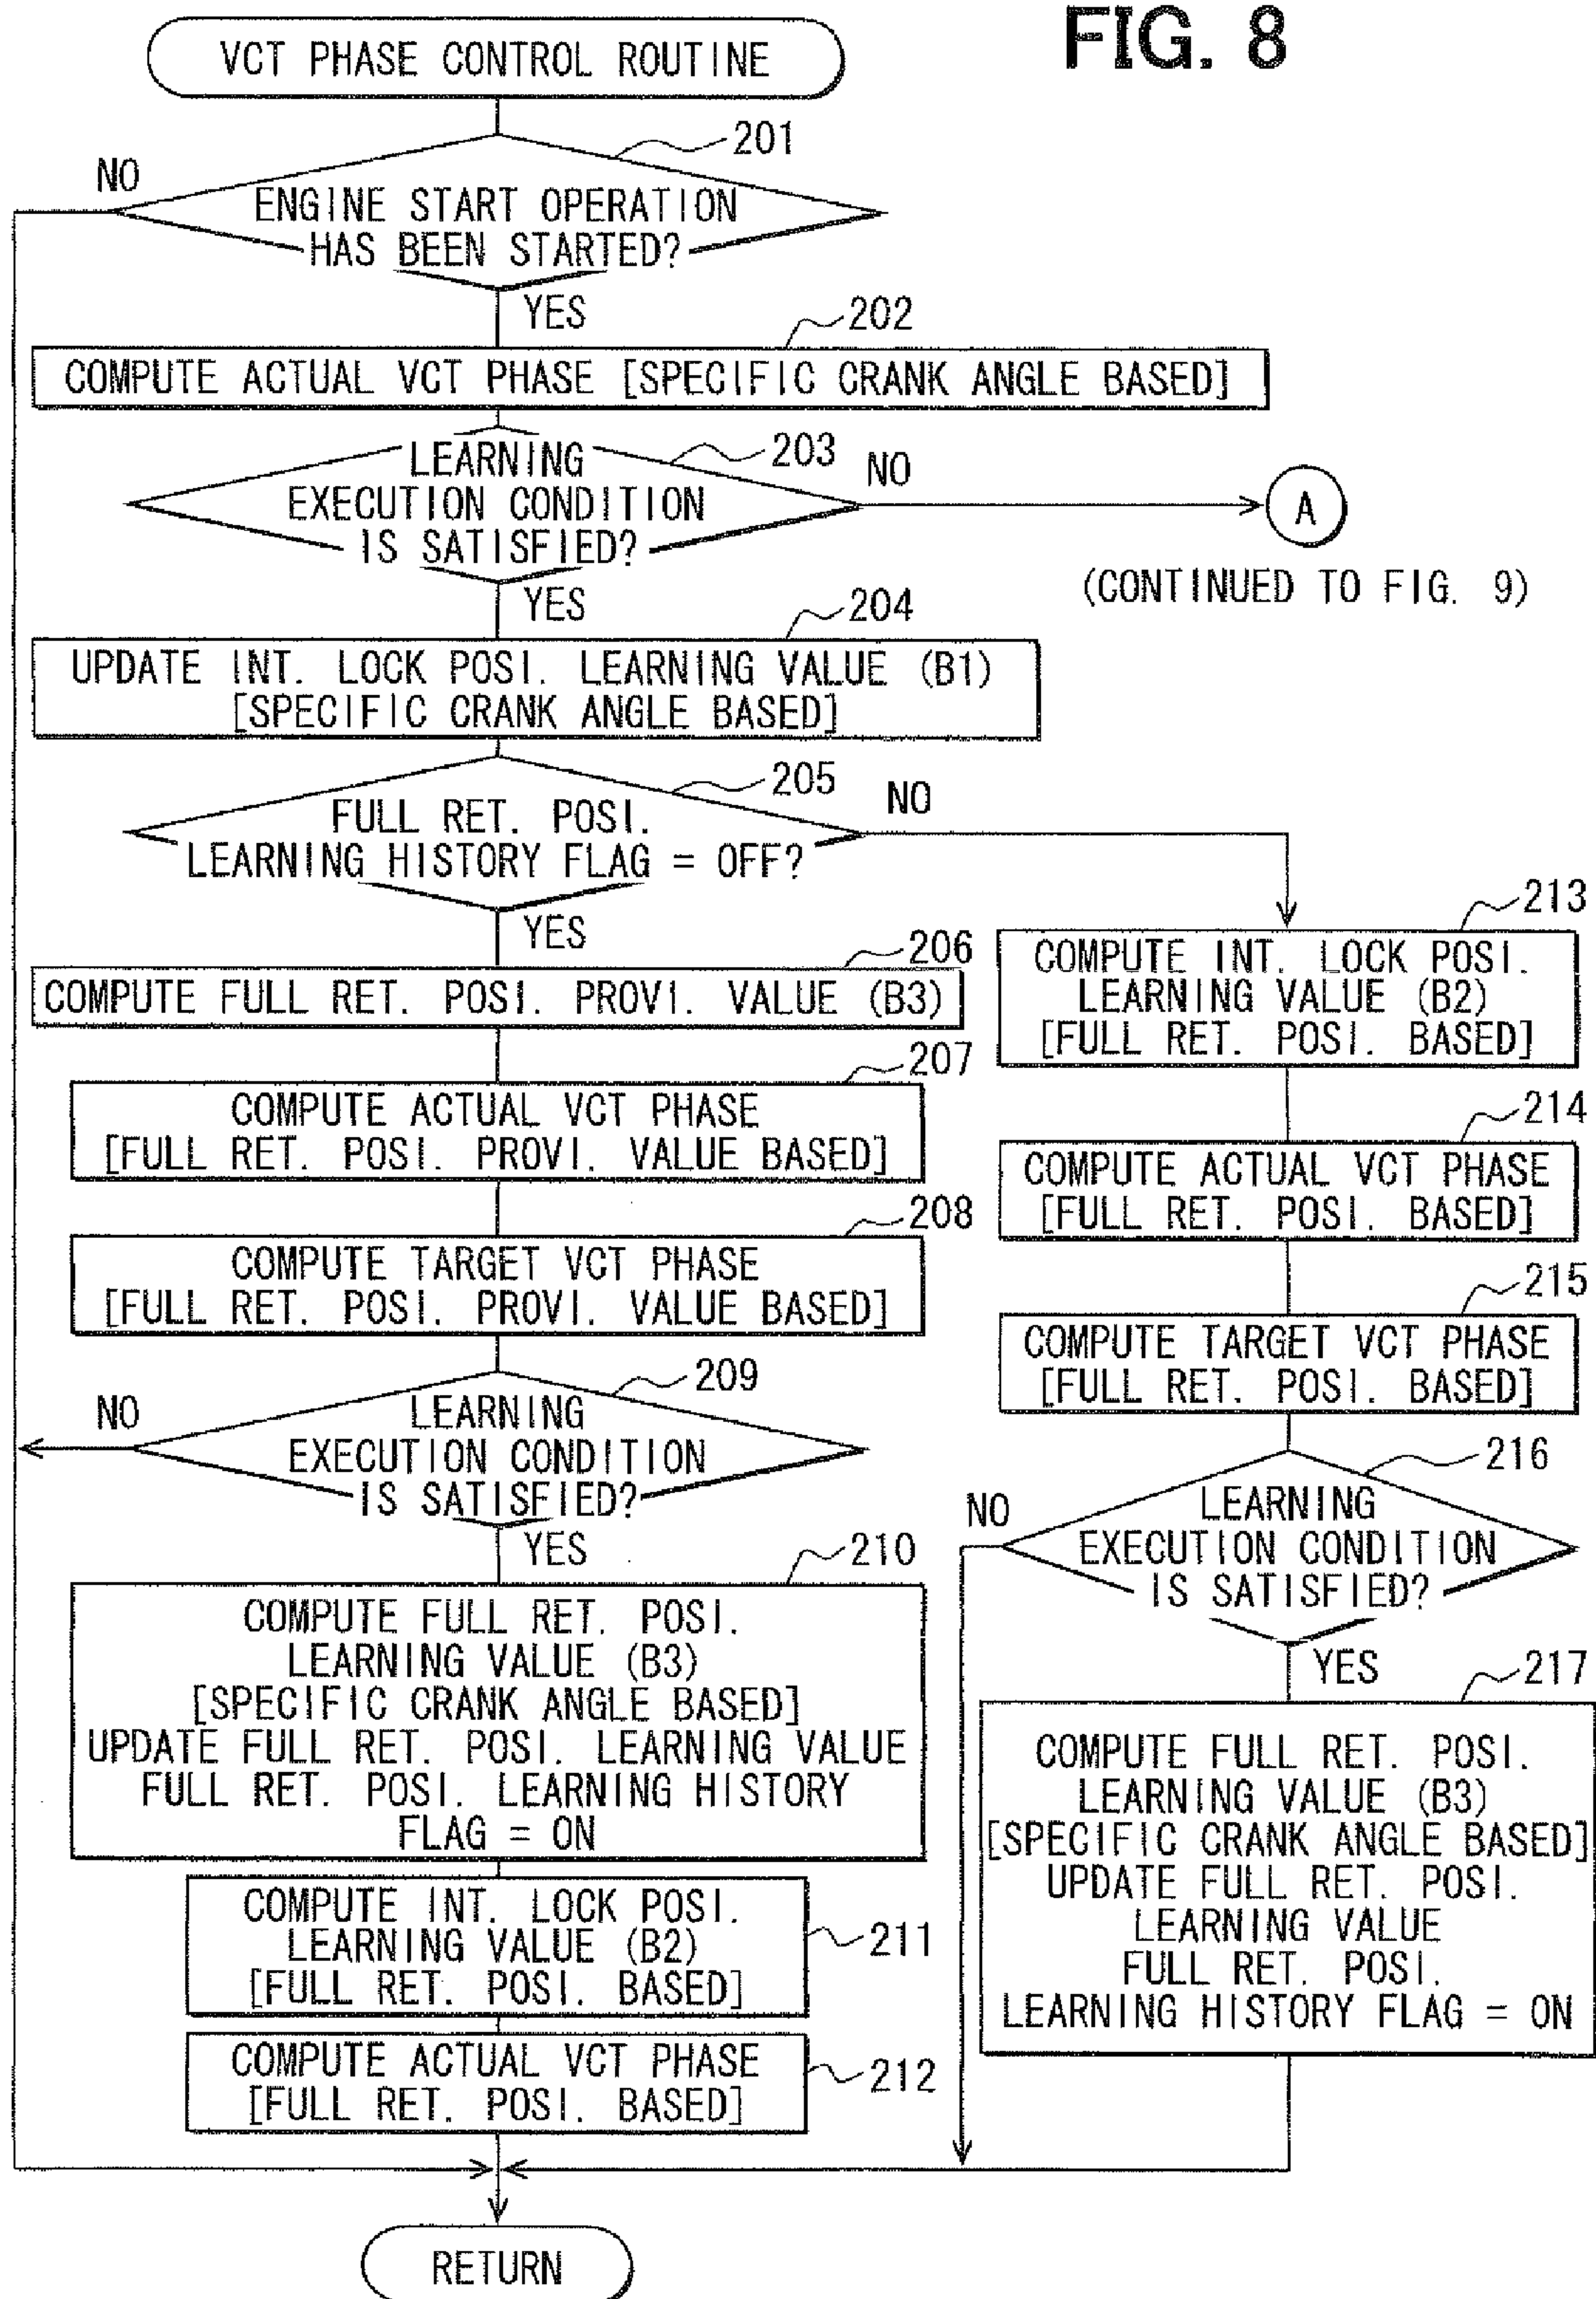 FIG. 8
VCT PHASE CONTROL ROUTINE
201
NO
ENGINE START OPERATION
HAS BEEN STARTED?
YES
202
COMPUTE ACTUAL VCT PHASE [SPECIFIC CRANK ANGLE BASED]
203
LEARNING
EXECUTION CONDITION
IS SATISFIED?
NO
A
(CONTINUED TO FIG. 9)
YES
204
UPDATE INT. LOCK POSI. LEARNING VALUE (B1)
[SPECIFIC CRANK ANGLE BASED]
205
FULL RET. POSI.
LEARNING HISTORY FLAG = OFF?
NO
YES
206
COMPUTE FULL RET. POSI. PROVI. VALUE (B3)
207
COMPUTE ACTUAL VCT PHASE
[FULL RET. POSI. PROVI. VALUE BASED]
208
COMPUTE TARGET VCT PHASE
[FULL RET. POSI. PROVI. VALUE BASED]
209
NO
LEARNING
EXECUTION CONDITION
IS SATISFIED?
YES
210
COMPUTE FULL RET. POSI.
LEARNING VALUE (B3)
[SPECIFIC CRANK ANGLE BASED]
UPDATE FULL RET. POSI. LEARNING VALUE
FULL RET. POSI. LEARNING HISTORY
FLAG = ON
COMPUTE INT. LOCK POSI.
LEARNING VALUE (B2)
[FULL RET. POSI. BASED]
211
COMPUTE ACTUAL VCT PHASE
[FULL RET. POSI. BASED]
212
213
COMPUTE INT. LOCK POSI.
LEARNING VALUE (B2)
[FULL RET. POSI. BASED]
214
COMPUTE ACTUAL VCT PHASE
[FULL RET. POSI. BASED]
215
COMPUTE TARGET VCT PHASE
[FULL RET. POSI. BASED]
216
NO
LEARNING
EXECUTION CONDITION
IS SATISFIED?
YES
217
COMPUTE FULL RET. POSI.
LEARNING VALUE (B3)
[SPECIFIC CRANK ANGLE BASED]
UPDATE FULL RET. POSI.
LEARNING VALUE
FULL RET. POSI.
LEARNING HISTORY FLAG = ON
RETURN